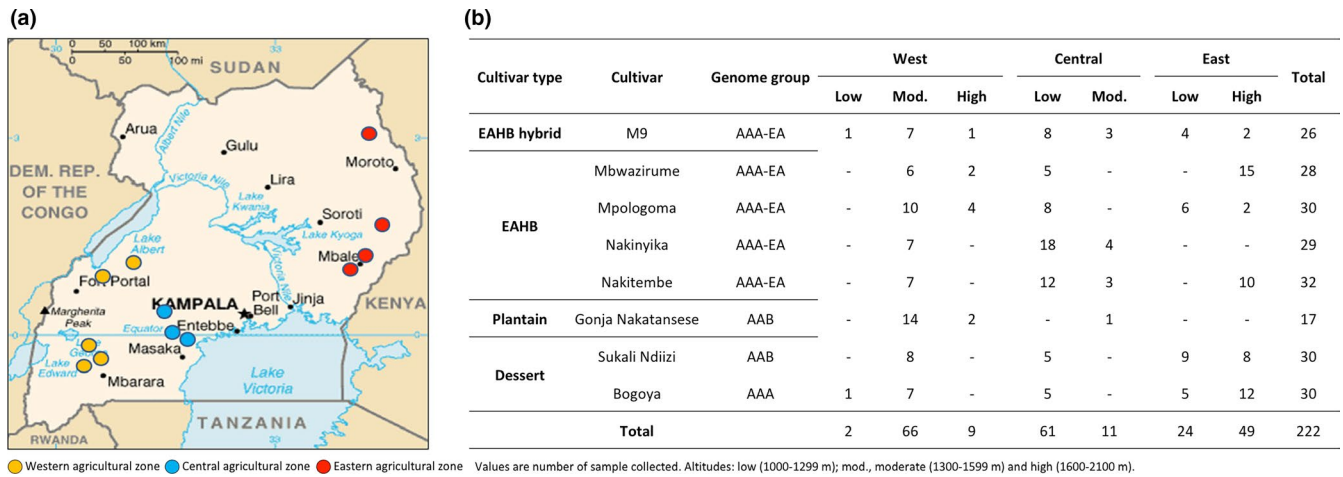 (a)
30
50
100 km
33
0
50
100 mi
SUDAN
Arua
Albert Nile
Gulu
3
3
Moroto
DEM. REP.
OF THE
CONGO
Victoria Nile
Lira
Lake
Kwania
Soroti
Lake Kyoga
Lake
Albert
Victoria Nile
Mbale
Fort Portal
KAMPALA
Port
Bell
Jinja
KENYA
Margherita
Peak
Equator
Entebbe
0
0
Lake
Masaka
Lake
Edward
Mbarara
Lake
Victoria
TANZANIA
RWANDA
33
Western agricultural zone Central agricultural zone Eastern agricultural zone
(b)
Cultivar type Cultivar Genome group West Central East Total
Low Mod. High Low Mod. Low High
EAHB hybrid M9 AAA-EA 1 7 1 8 3 4 2 26
EAHB
Mbwazirume AAA-EA - 6 2 5 - - 15 28
Mpologoma AAA-EA - 10 4 8 - 6 2 30
Nakinyika AAA-EA - 7 - 18 4 - - 29
Nakitembe AAA-EA - 7 - 12 3 - 10 32
Plantain Gonja Nakatansese AAB - 14 2 - 1 - - 17
Dessert
Sukali Ndiizi AAB - 8 - 5 - 9 8 30
Bogoya AAA 1 7 - 5 - 5 12 30
Total 2 66 9 61 11 24 49 222
Values are number of sample collected. Altitudes: low (1000-1299 m); mod., moderate (1300-1599 m) and high (1600-2100 m).